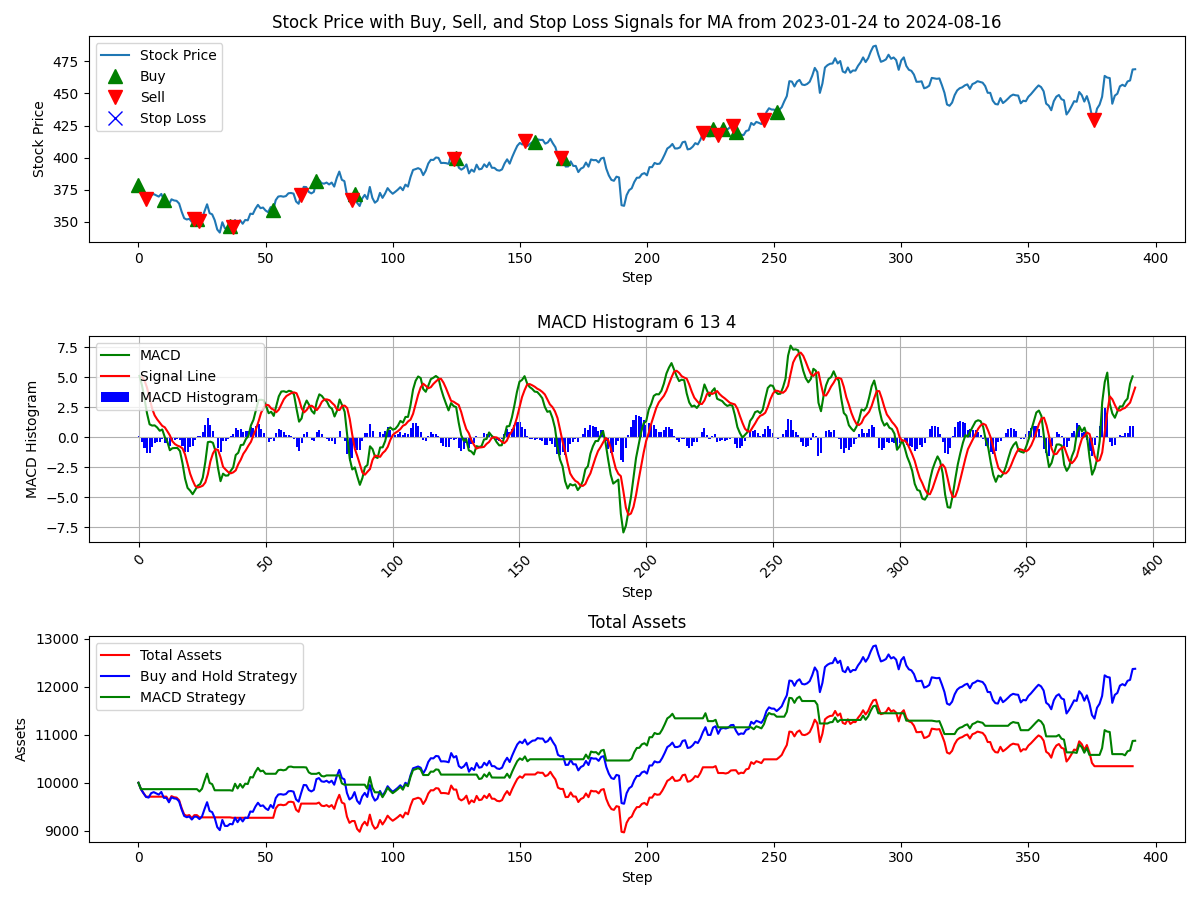 Stock Price with Buy, Sell, and Stop Loss Signals for MA from 2023-01-24 to 2024-08-16
Stock Price
Buy
Sell
Stop Loss
Stock Price
475
450
425
400
375
350
0 50 100 150 200 250 300 350 400
Step
MACD Histogram 6 13 4
MACD
Signal Line
MACD Histogram
MACD Histogram
7.5
5.0
2.5
0.0
−2.5
−5.0
−7.5
0 50 100 150 200 250 300 350 400
Step
Total Assets
Total Assets
Buy and Hold Strategy
MACD Strategy
Assets
13000
12000
11000
10000
9000
0 50 100 150 200 250 300 350 400
Step